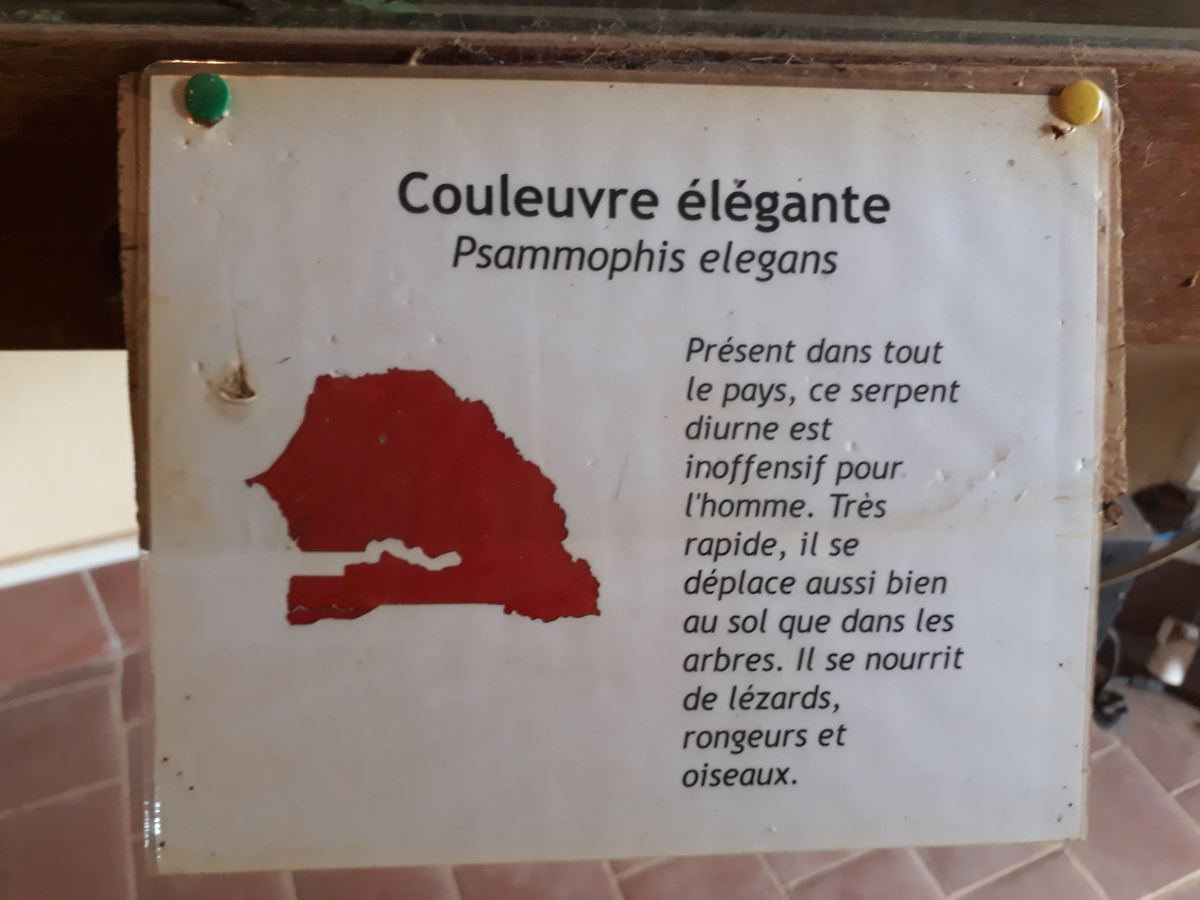 Couleuvre élégante
Psammophis elegans
Présent dans tout
le pays, ce serpent
diurne est
inoffensif pour
l'homme. Très
rapide, il se
déplace aussi bien
au sol que dans les
arbres. Il se nourrit
de lézards,
rongeurs et
oiseaux.